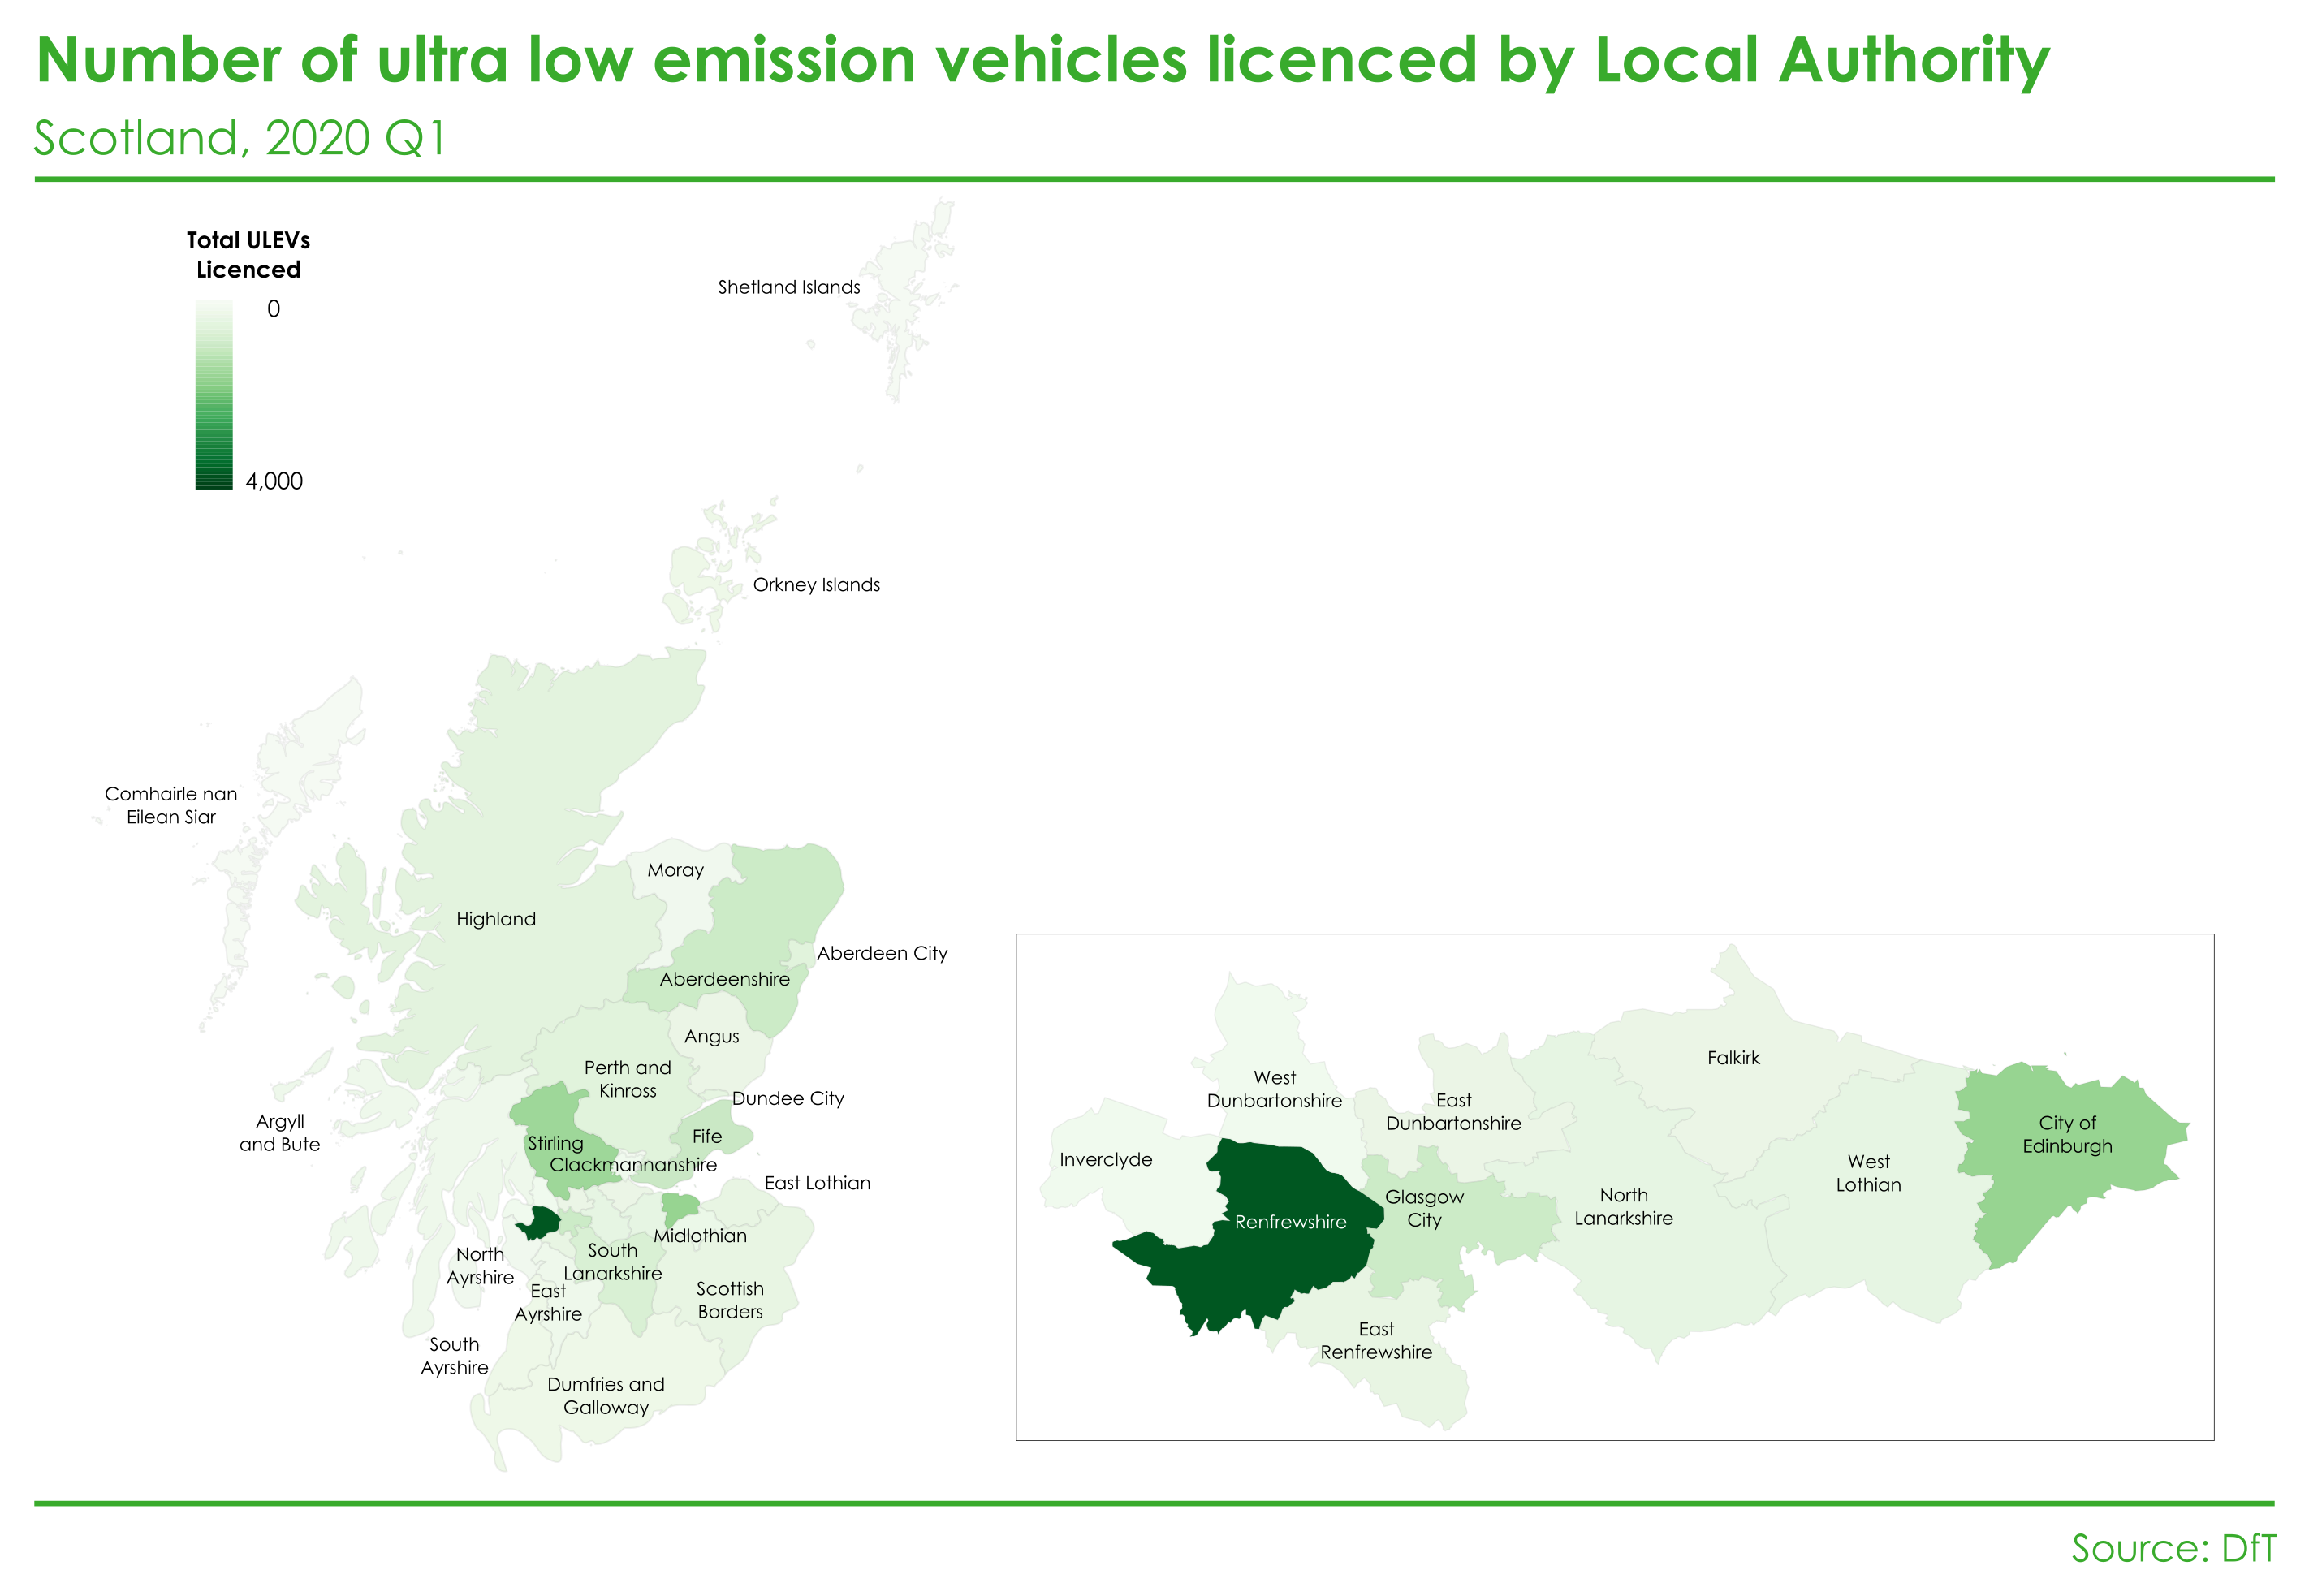 Number of ultra low emission vehicles licenced by Local Authority
Scotland, 2020 Q1
Total ULEVs
Licenced
0
4,000
Shetland Islands
Orkney Islands
Comhairle nan
Eilean Siar
Moray
Highland
Aberdeen City
Aberdeenshire
Angus
Perth and
Kinross
Dundee City
Argyll
and Bute
Fife
Stirling
Clackmannanshire
East Lothian
Midlothian
North
Ayrshire
South
Lanarkshire
East
Ayrshire
Scottish
Borders
South
Ayrshire
Dumfries and
Galloway
Falkirk
West
Dunbartonshire
East
Dunbartonshire
City of
Edinburgh
Inverclyde
West
Lothian
Glasgow
City
North
Lanarkshire
Renfrewshire
East
Renfrewshire
Source: DfT